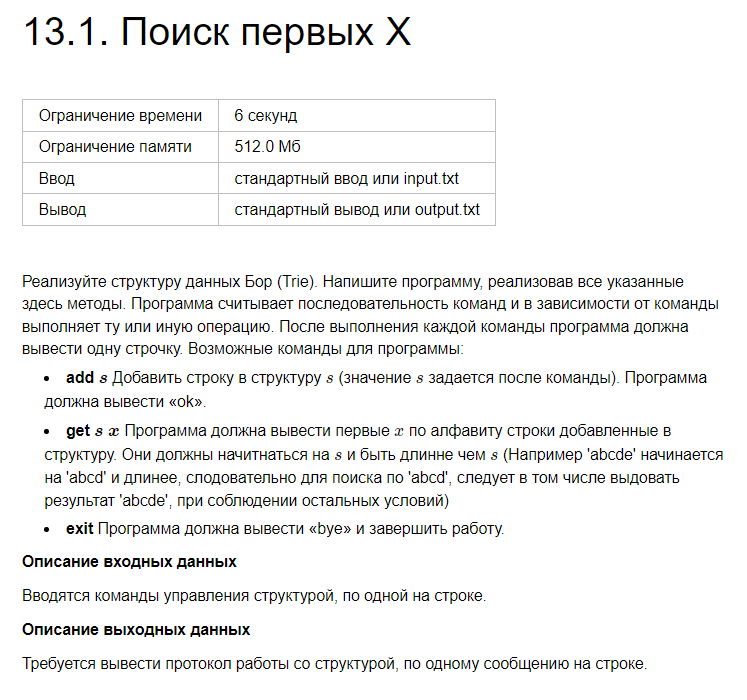 13.1. Поиск первых X
Ограничение времени 6 секунд
Ограничение памяти 512.0 Мб
Ввод стандартный ввод или input.txt
Вывод стандартный вывод или output.txt
Реализуйте структуру данных Бор (Trie). Напишите программу, реализовав все указанные
здесь методы. Программа считывает последовательность команд и в зависимости от команды
выполняет ту или иную операцию. После выполнения каждой команды программа должна
вывести одну строчку. Возможные команды для программы:
• add s Добавить строку в структуру s (значение s задается после команды). Программа
должна вывести «ok».
• get s x Программа должна вывести первые x по алфавиту строки добавленные в
структуру. Они должны начитнаться на s и быть длинне чем s (Например 'abcde' начинается
на 'abcd' и длинее, слодовательно для поиска по 'abcd', следует в том числе выдовать
результат 'abcde', при соблюдении остальных условий)
• exit Программа должна вывести «bye» и завершить работу.
Описание входных данных
Вводятся команды управления структурой, по одной на строке.
Описание выходных данных
Требуется вывести протокол работы со структурой, по одному сообщению на строке.